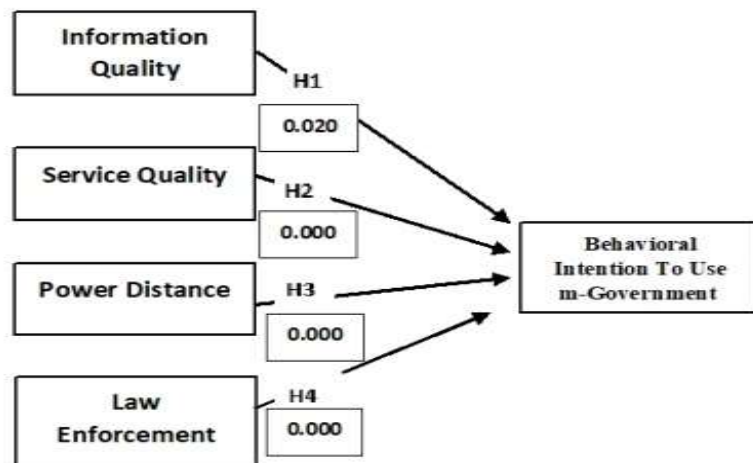 Information
Quality
H1
0.020
Service Quality
H2
0.000
Power Distance
H3
0.000
Law
Enforcement
H4
0.000
Behavioral
Intention To Use
m-Government